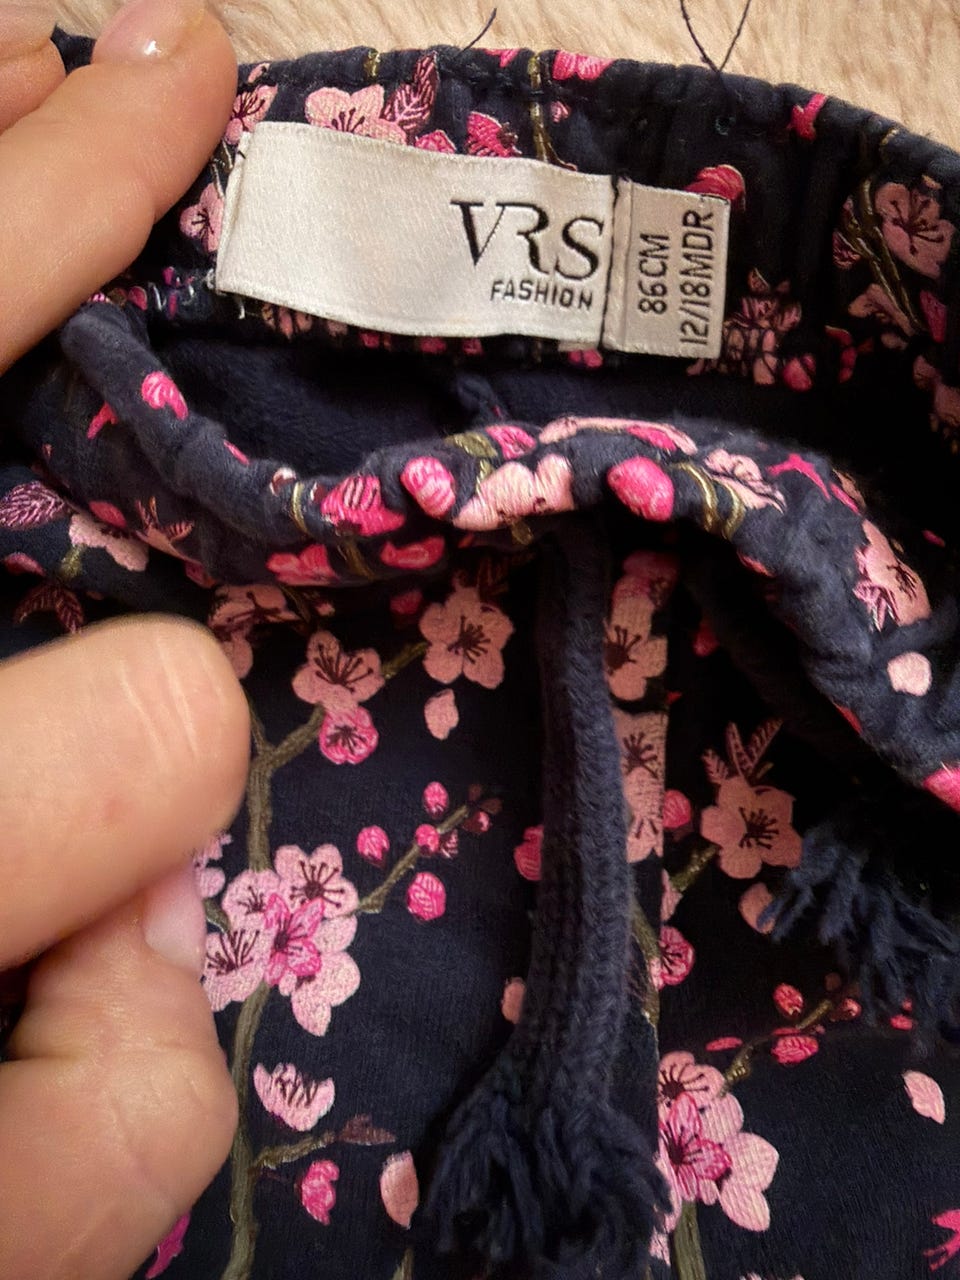 VRS
FASHION
86CM
12/18MDR